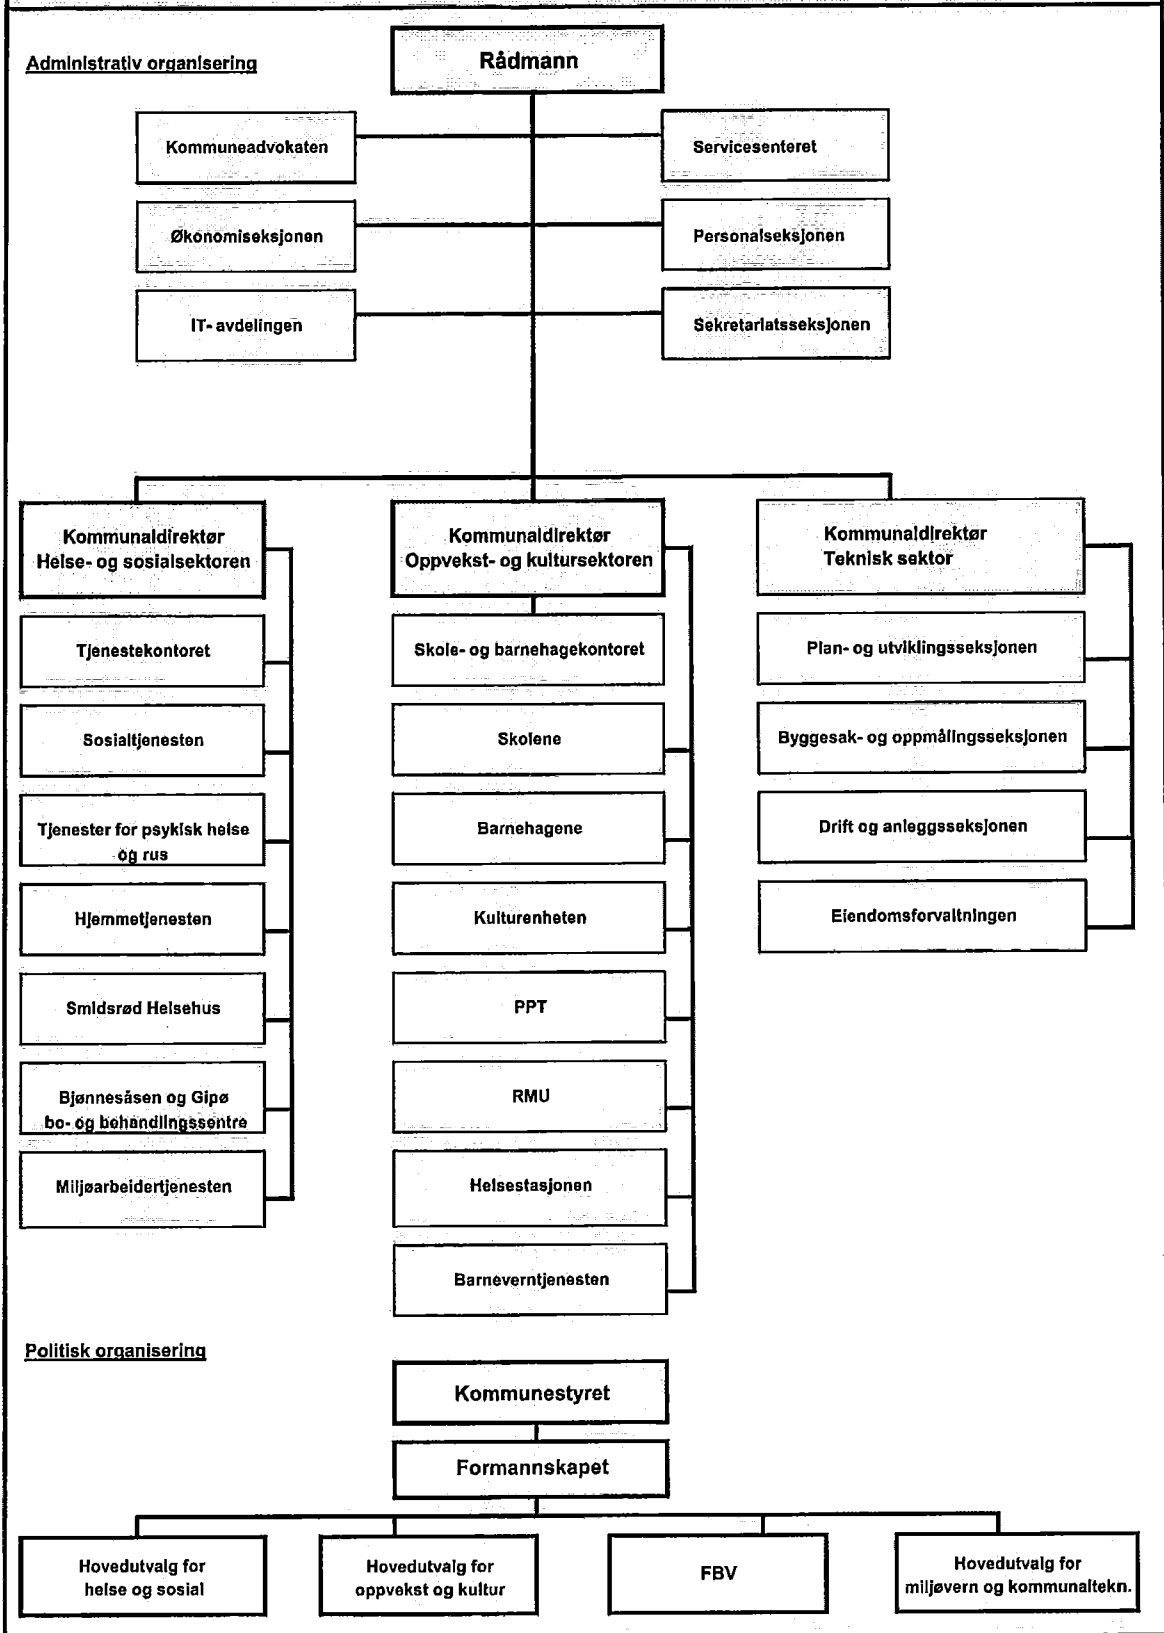 Administrativ organisering
Rådmann
Kommuneadvokaten
Servicesenteret
Økonomiseksjonen
Personalseksjonen
IT- avdelingen
Sekretariatsseksjonen
Kommunaldirektør
Helse- og sosialsektoren
Tjenestekontoret
Sosialtjenesten
Tjenester for psykisk helse
og rus
Hjemmetjenesten
Smidsrød Helsehus
Bjønnesåsen og Gipø
bo- og behandlingssentre
Miljøarbeidertjenesten
Kommunaldirektør
Oppvekst- og kultursektoren
Skole- og barnehagekontoret
Skolene
Barnehagene
Kulturenheten
PPT
RMU
Helsestasjonen
Barneverntjenesten
Kommunaldirektør
Teknisk sektor
Plan- og utviklingsseksjonen
Byggesak- og oppmålingsseksjonen
Drift og anleggsseksjonen
Eiendomsforvaltningen
Politisk organisering
Kommunestyret
Formannskapet
Hovedutvalg for
helse og sosial
Hovedutvalg for
oppvekst og kultur
FBV
Hovedutvalg for
miljøvern og kommunaltekn.